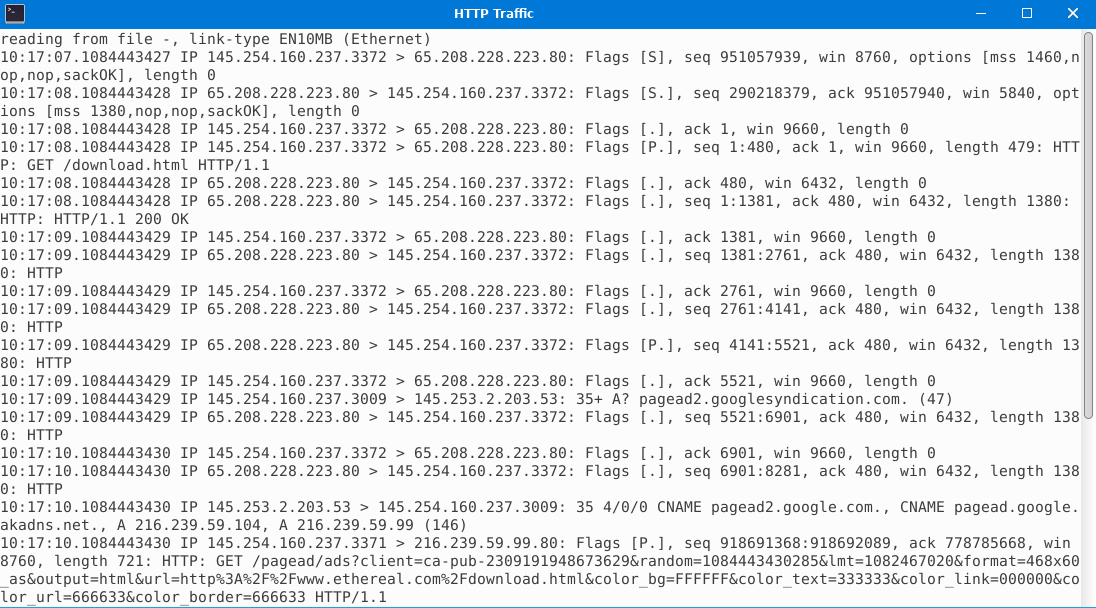 HTTP Traffic
reading from file -, link-type EN10MB (Ethernet)
10:17:07.1084443427 IP 145.254.160.237.3372 > 65.208.228.223.80: Flags [S], seq 951057939, win 8760, options [mss 1460,n
op,nop,sackOK], length 0
10:17:08.1084443428 IP 65.208.228.223.80 > 145.254.160.237.3372: Flags [S.], seq 290218379, ack 951057940, win 5840, opt
ions [mss 1380,nop,nop,sackOK], length 0
10:17:08.1084443428 IP 145.254.160.237.3372 > 65.208.228.223.80: Flags [.], ack 1, win 9660, length 0
10:17:08.1084443428 IP 145.254.160.237.3372 > 65.208.228.223.80: Flags [P.], seq 1:480, ack 1, win 9660, length 479: HTT
P: GET /download.html HTTP/1.1
10:17:08.1084443428 IP 65.208.228.223.80 > 145.254.160.237.3372: Flags [.], ack 480, win 6432, length 0
10:17:08.1084443428 IP 65.208.228.223.80 > 145.254.160.237.3372: Flags [.], seq 1:1381, ack 480, win 6432, length 1380:
HTTP: HTTP/1.1 200 OK
10:17:09.1084443429 IP 145.254.160.237.3372 > 65.208.228.223.80: Flags [.], ack 1381, win 9660, length 0
10:17:09.1084443429 IP 65.208.228.223.80 > 145.254.160.237.3372: Flags [.], seq 1381:2761, ack 480, win 6432, length 138
0: HTTP
10:17:09.1084443429 IP 145.254.160.237.3372 > 65.208.228.223.80: Flags [.], ack 2761, win 9660, length 0
10:17:09.1084443429 IP 65.208.228.223.80 > 145.254.160.237.3372: Flags [.], seq 2761:4141, ack 480, win 6432, length 138
0: HTTP
10:17:09.1084443429 IP 65.208.228.223.80 > 145.254.160.237.3372: Flags [P.], seq 4141:5521, ack 480, win 6432, length 13
80: HTTP
10:17:09.1084443429 IP 145.254.160.237.3372 > 65.208.228.223.80: Flags [.], ack 5521, win 9660, length 0
10:17:09.1084443429 IP 145.254.160.237.3009 > 145.253.2.203.53: 35+ A? pagead2.googlesyndication.com. (47)
10:17:09.1084443429 IP 65.208.228.223.80 > 145.254.160.237.3372: Flags [.], seq 5521:6901, ack 480, win 6432, length 138
0: HTTP
10:17:10.1084443430 IP 145.254.160.237.3372 > 65.208.228.223.80: Flags [.], ack 6901, win 9660, length 0
10:17:10.1084443430 IP 65.208.228.223.80 > 145.254.160.237.3372: Flags [.], seq 6901:8281, ack 480, win 6432, length 138
0: HTTP
10:17:10.1084443430 IP 145.253.2.203.53 > 145.254.160.237.3009: 35 4/0/0 CNAME pagead2.google.com., CNAME pagead.google.
akadns.net., A 216.239.59.104, A 216.239.59.99 (146)
10:17:10.1084443430 IP 145.254.160.237.3371 > 216.239.59.99.80: Flags [P.], seq 918691368:918692089, ack 778785668, win
8760, length 721: HTTP: GET /pagead/ads?client=ca-pub-2309191948673629&random=1084443430285&lmt=1082467020&format=468x60
_as&output=html&url=http%3A%2F%2Fwww.ethereal.com%2Fdownload.html&color_bg=FFFFFF&color_text=333333&color_link=000000&co
lor_url=666633&color_border=666633 HTTP/1.1